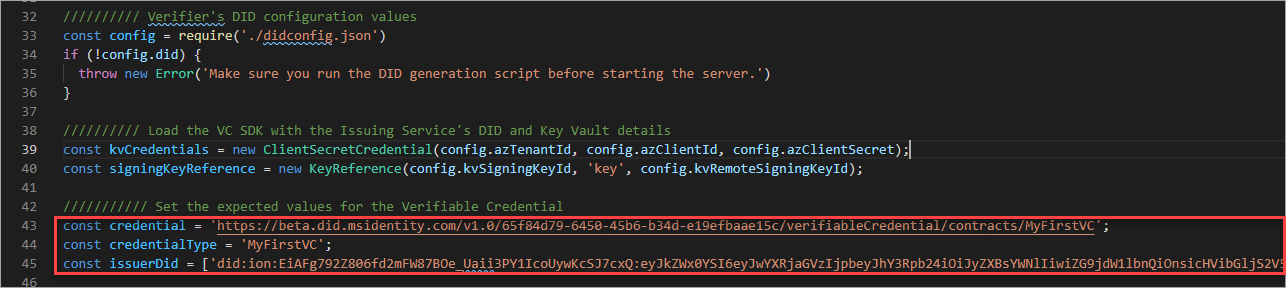 32 ////////// Verifier's DID configuration values
33 const config = require('./didconfig.json')
34 if (!config.did) {
35 throw new Error('Make sure you run the DID generation script before starting the server.')
36 }
37
38 ////////// Load the VC SDK with the Issuing Service's DID and Key Vault details
39 const kvCredentials = new ClientSecretCredential(config.azTenantId, config.azClientId, config.azClientSecret);
40 const signingKeyReference = new KeyReference(config.kvSigningKeyId, 'key', config.kvRemoteSigningKeyId);
41
42 /////////// Set the expected values for the Verifiable Credential
43 const credential = 'https://beta.did.msidentity.com/v1.0/65f84d79-6450-45b6-b34d-e19efbaae15c/verifiableCredential/contracts/MyFirstVC';
44 const credentialType = 'MyFirstVC';
45 const issuerDid = ['did:ion:EiAFg792Z806fd2mFW87BOe_Uaii3PY1IcoUywKcSJ7cxQ:eyJkZWx0YSI6eyJwYXRjaGVzIjpbeyJhY3Rpb24iOiJyZXBsYWNlIiwiZG9jdW1lbnQiOnsicHVibGljS2V5
46